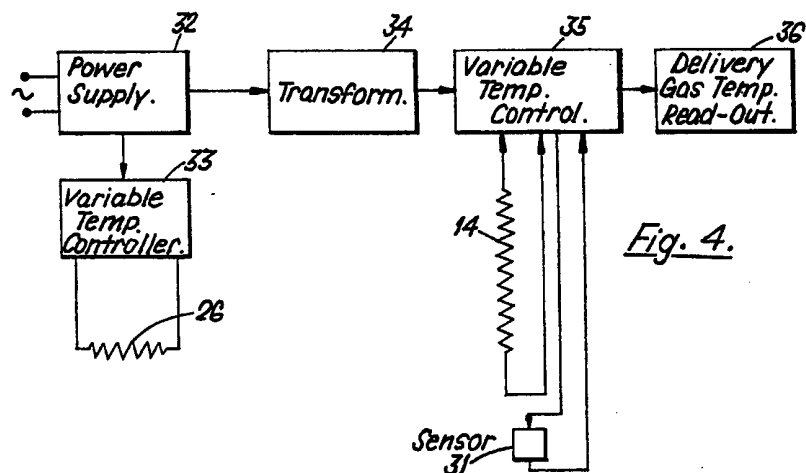 32
Power
Supply.
~
34
Transform.
35
Variable
Temp.
Control.
36
Delivery
Gas Temp.
Read-Out.
33
Variable
Temp.
Controller.
26
14
Sensor
31
Fig. 4.